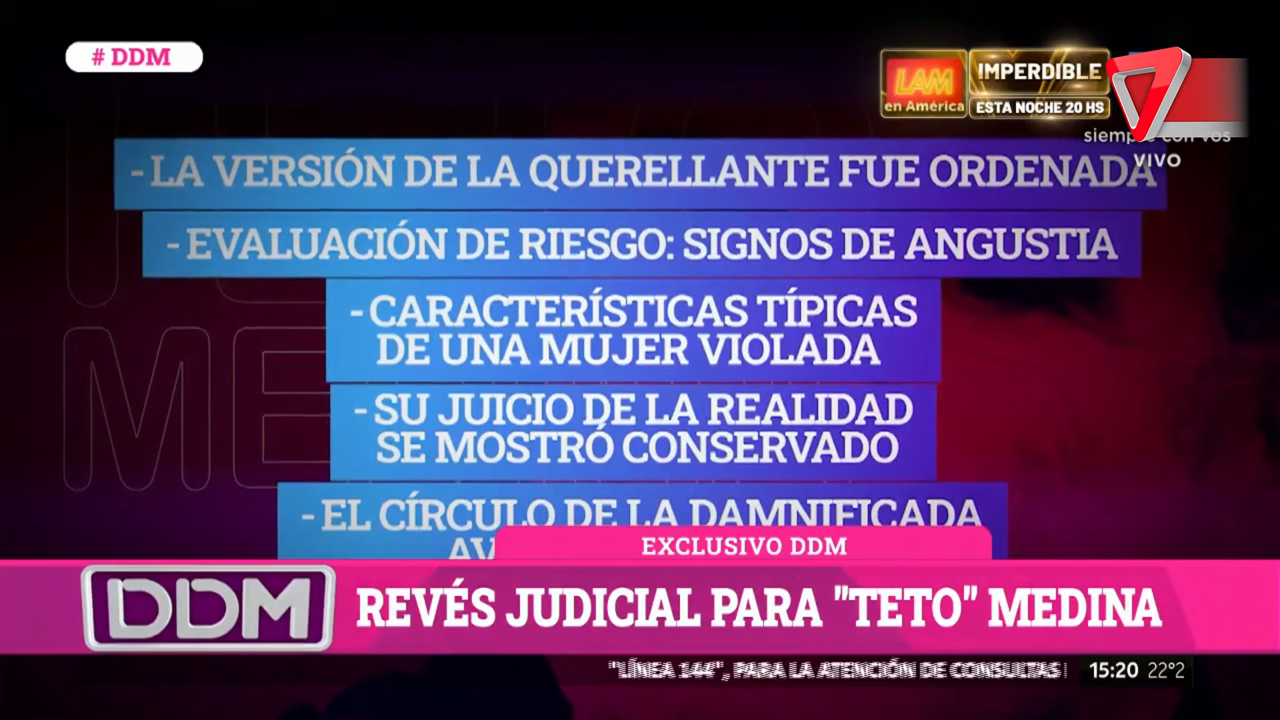 # DDM
LAM
en América
IMPERDIBLE
ESTA NOCHE 20 HS
VIVO
- LA VERSIÓN DE LA QUERELLANTE FUE ORDENADA
- EVALUACIÓN DE RIESGO: SIGNOS DE ANGUSTIA
- CARACTERÍSTICAS TÍPICAS
DE UNA MUJER VIOLADA
- SU JUICIO DE LA REALIDAD
SE MOSTRÓ CONSERVADO
- EL CÍRCULO DE LA DAMNIFICADA
EXCLUSIVO DDM
DDM
REVÉS JUDICIAL PARA "TETO" MEDINA
"LÍNEA 144", PARA LA ATENCIÓN DE CONSULTAS
15:20 22°2